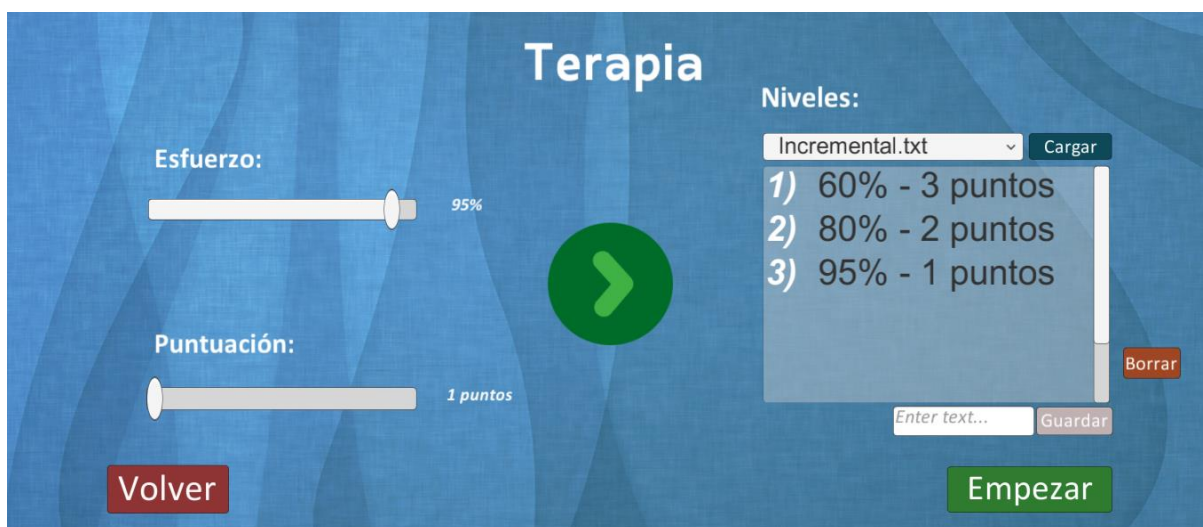 Terapia
Esfuerzo:
95%
Puntuación:
1 puntos
Niveles:
Incremental.txt
Cargar
1) 60% - 3 puntos
2) 80% - 2 puntos
3) 95% - 1 puntos
Borrar
Enter text...
Guardar
Volver
Empezar